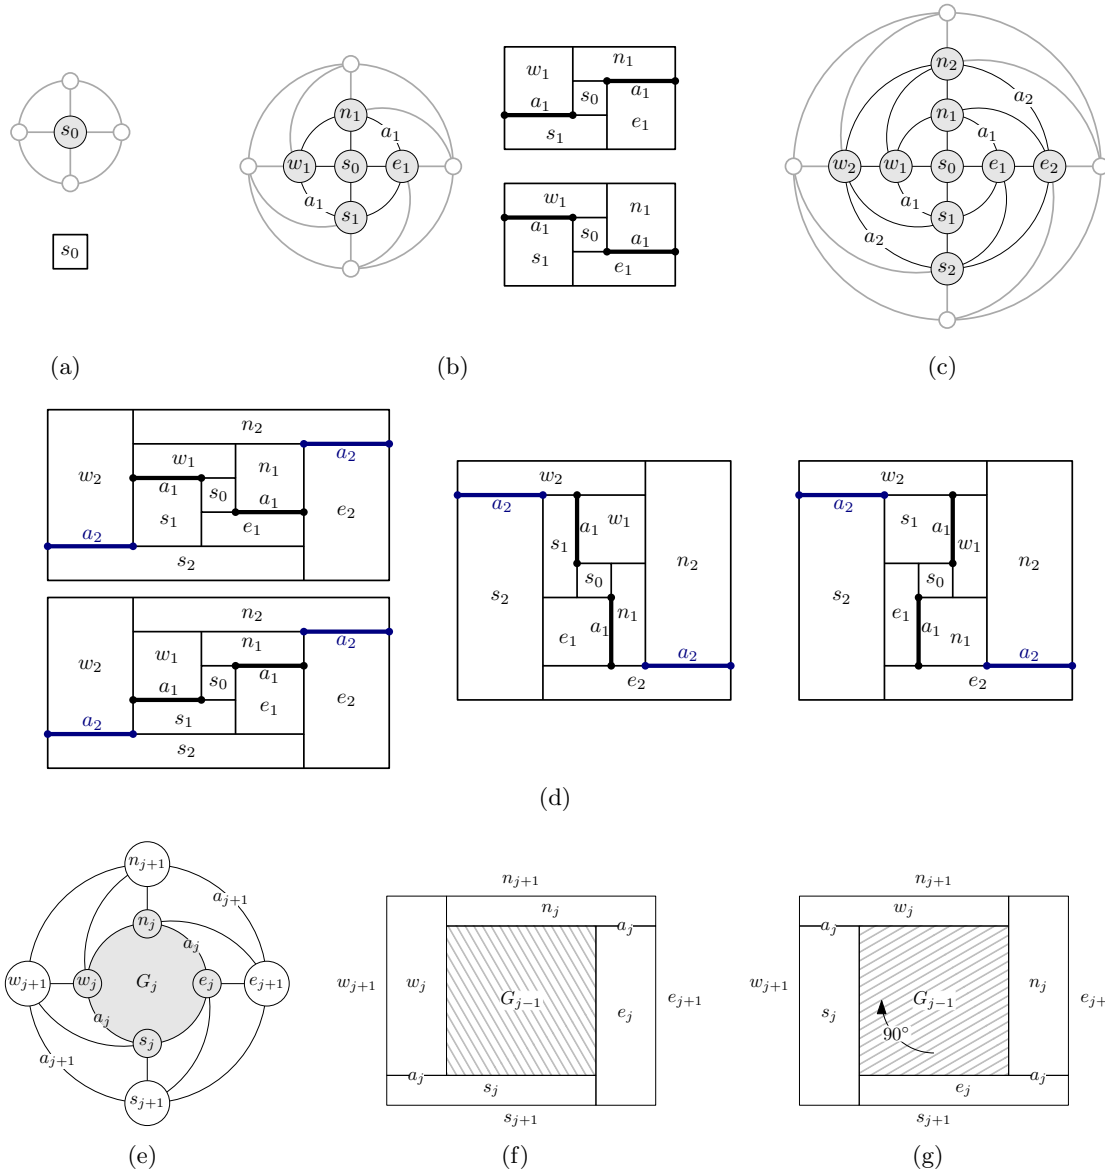 s₀
s₀
(a)
n₁
a₁
w₁ s₀ e₁
a₁
s₁
n₁
w₁
a₁ s₀ a₁
s₁ e₁
w₁ n₁
a₁ s₀ a₁
s₁ e₁
(b)
n₂
a₂
n₁
a₁
w₂ w₁ s₀ e₁ e₂
a₁
s₁
a₂
s₂
(c)
n₂
w₁ a₂
w₂ a₁ s₀ n₁
s₁ a₁ e₂
a₂ e₁
s₂
n₂
n₁ a₂
w₂ w₁ a₁
a₁ s₀ e₁ e₂
a₂ s₁
s₂
w₂
a₂ a₁ w₁
s₁ n₂
s₂ s₀
e₁ a₁ n₁ a₂
e₂
w₂
a₂ s₁ a₁ w₁
n₂
s₂ s₀
e₁ a₁ n₁ a₂
e₂
(d)
nⱼ₊₁
aⱼ₊₁
nⱼ
aⱼ
wⱼ₊₁ wⱼ Gⱼ eⱼ eⱼ₊₁
aⱼ
sⱼ
aⱼ₊₁
sⱼ₊₁
(e)
nⱼ₊₁
nⱼ
aⱼ
wⱼ₊₁ wⱼ Gⱼ₋₁ eⱼ eⱼ₊₁
aⱼ sⱼ
sⱼ₊₁
(f)
nⱼ₊₁
wⱼ
aⱼ
wⱼ₊₁ sⱼ Gⱼ₋₁ nⱼ eⱼ₊
90°
eⱼ aⱼ
sⱼ₊₁
(g)